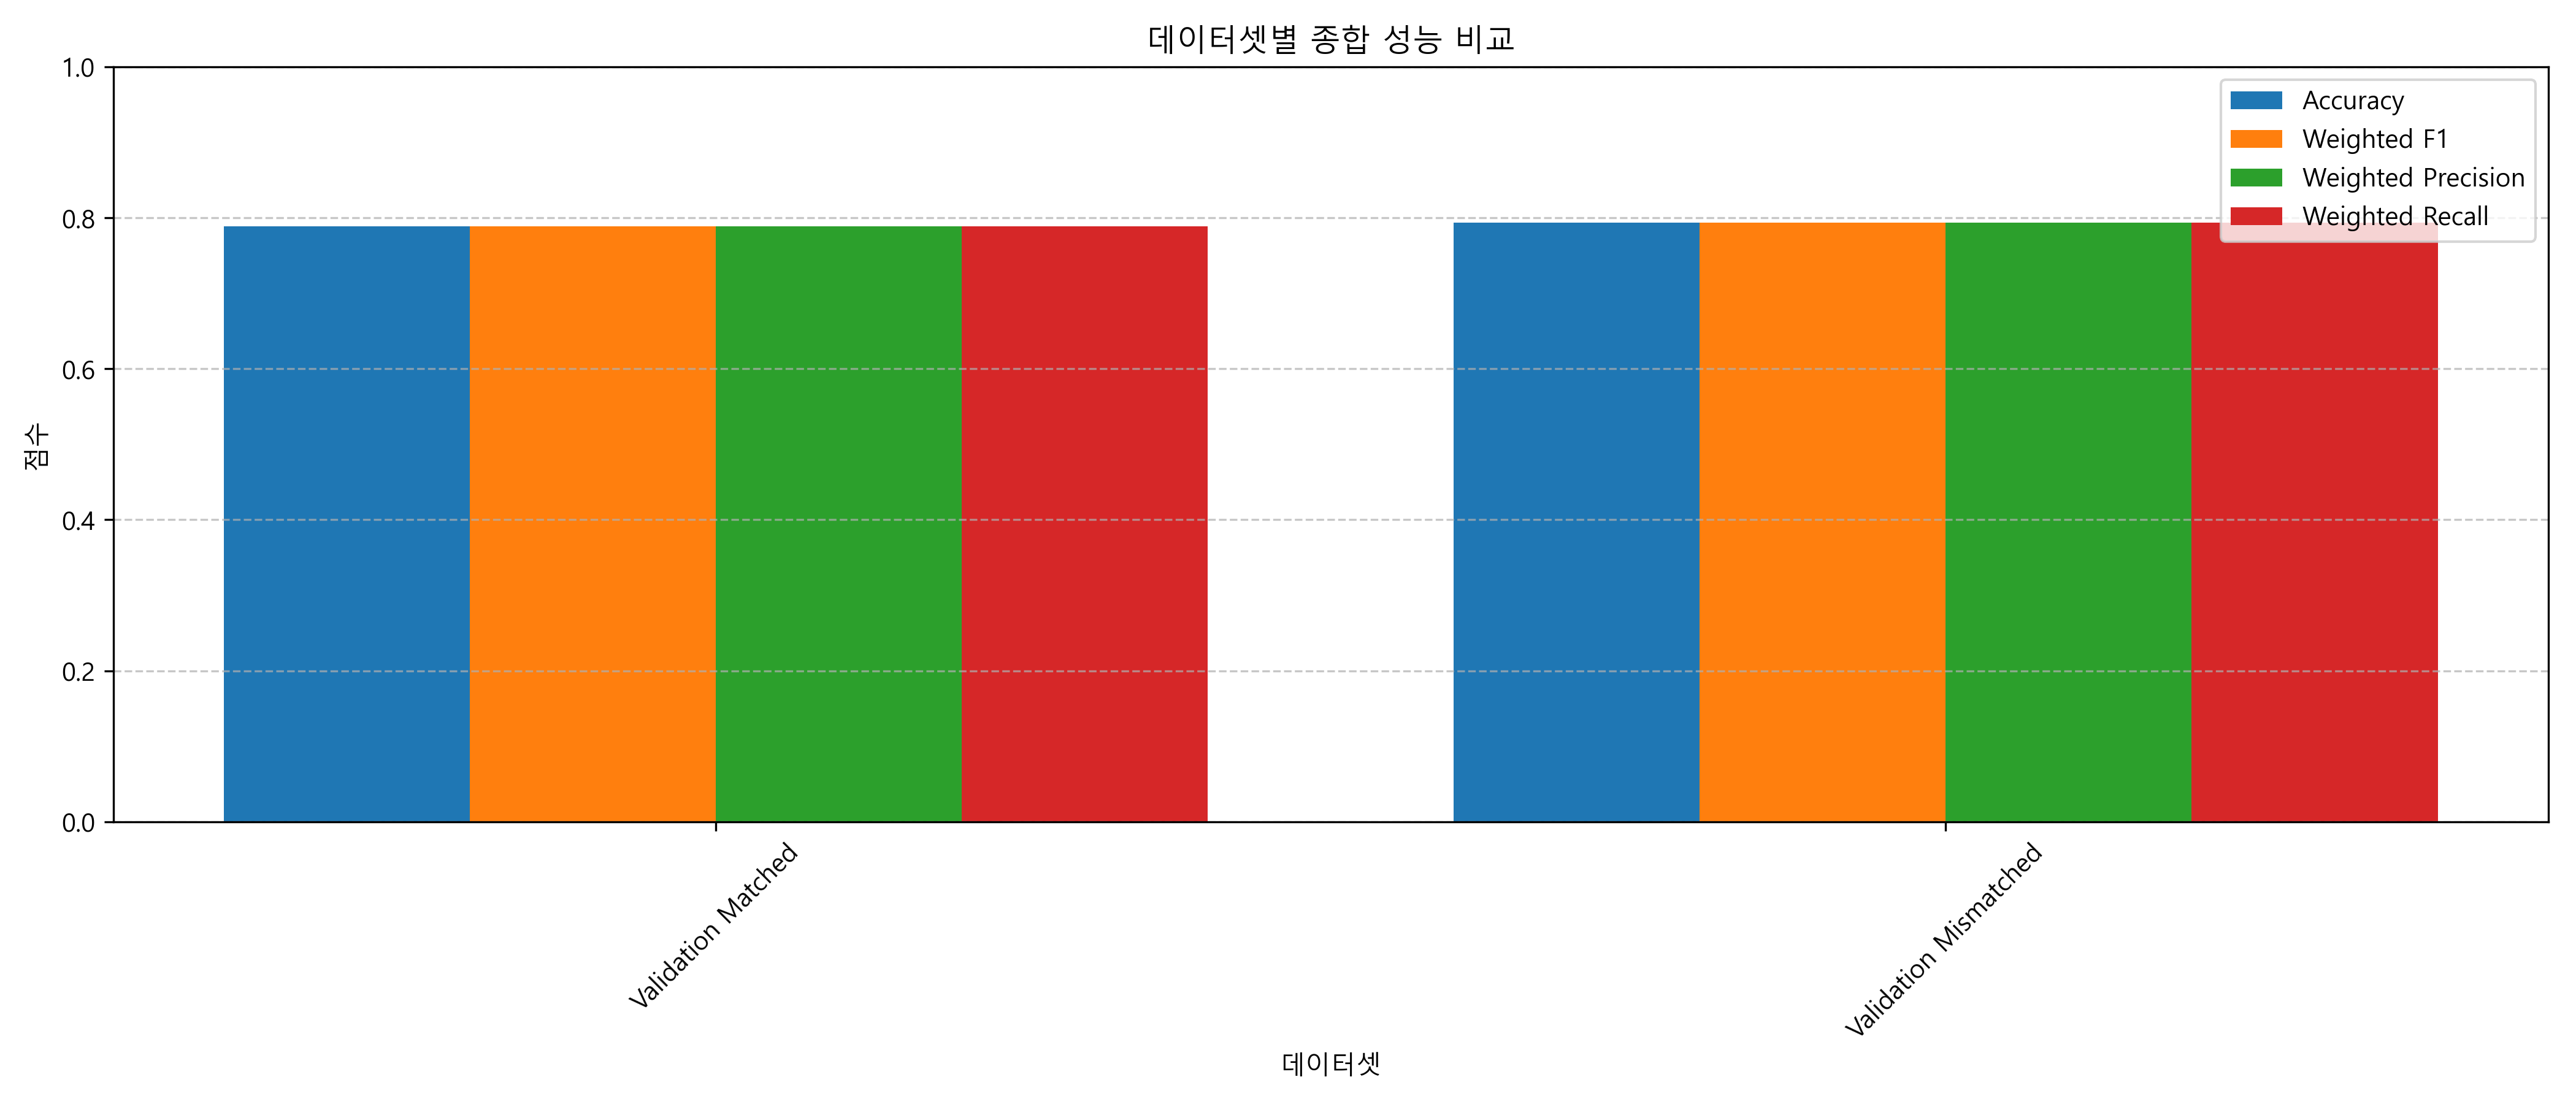 데이터셋별 종합 성능 비교
1.0
0.8
0.6
0.4
0.2
0.0
점수
Accuracy
Weighted F1
Weighted Precision
Weighted Recall
Validation Matched
Validation Mismatched
데이터셋